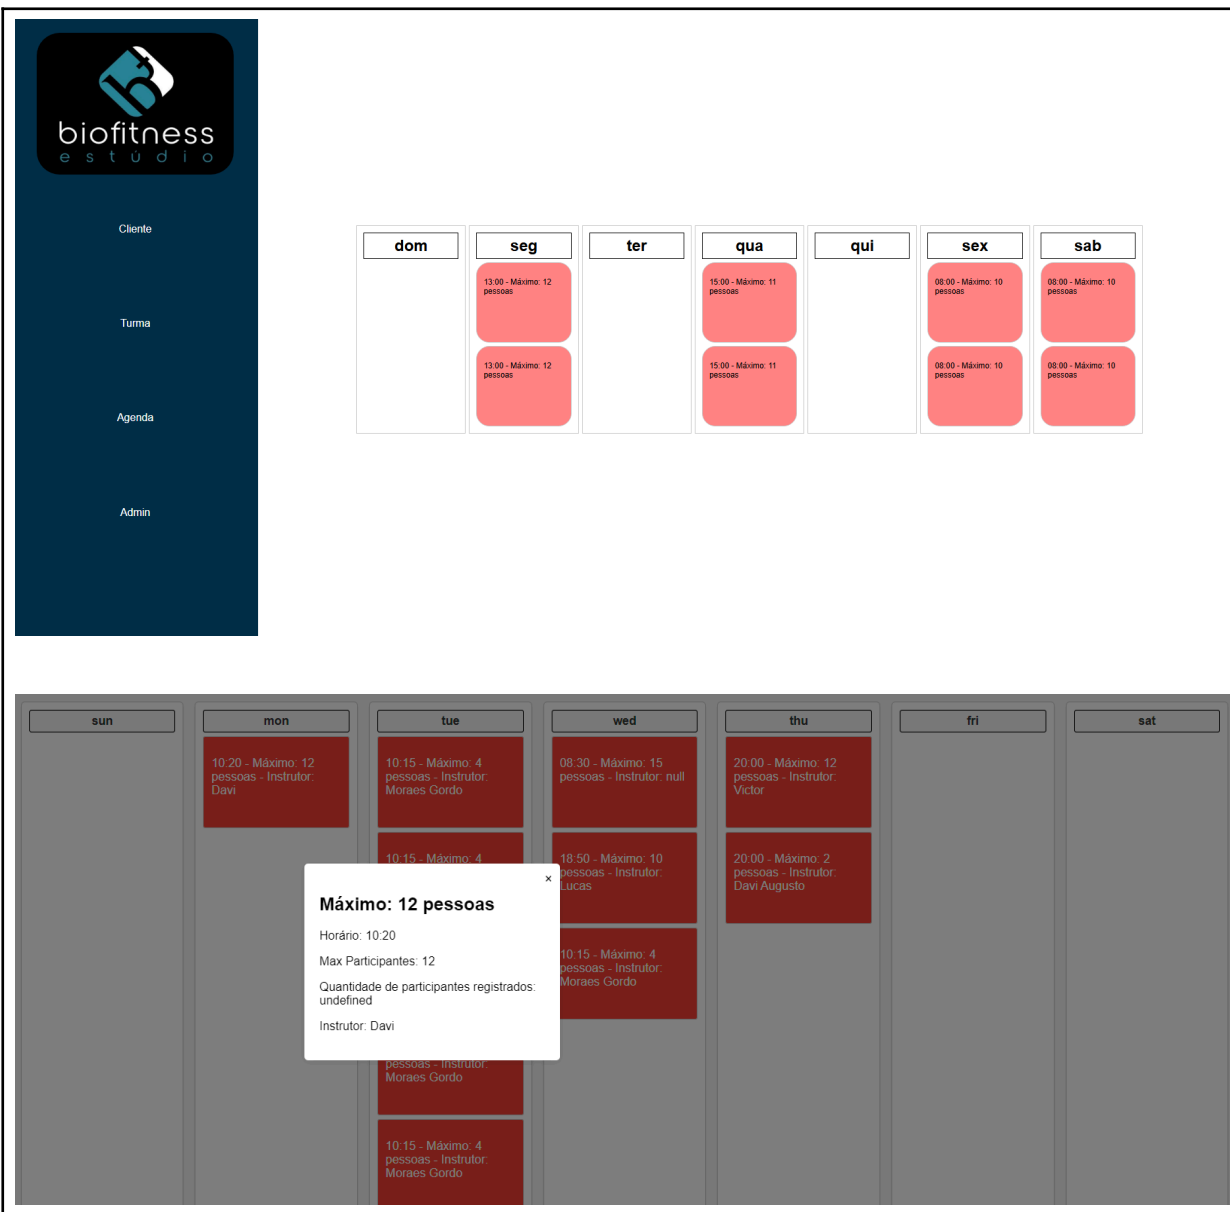 biofitness
estúdio
Cliente
Turma
Agenda
Admin
dom
seg
ter
qua
qui
sex
sab
13:00 - Máximo: 12
pessoas
13:00 - Máximo: 12
pessoas
15:00 - Máximo: 11
pessoas
15:00 - Máximo: 11
pessoas
08:00 - Máximo: 10
pessoas
08:00 - Máximo: 10
pessoas
08:00 - Máximo: 10
pessoas
08:00 - Máximo: 10
pessoas
sun
mon
tue
wed
thu
fri
sat
10:20 - Máximo: 12
pessoas - Instrutor:
Davi
10:15 - Máximo: 4
pessoas - Instrutor:
Moraes Gordo
10:15 - Máximo: 4
pessoas - Instrutor:
Moraes Gordo
10:15 - Máximo: 4
pessoas - Instrutor:
Moraes Gordo
08:30 - Máximo: 15
pessoas - Instrutor: null
18:50 - Máximo: 10
pessoas - Instrutor:
Lucas
10:15 - Máximo: 4
pessoas - Instrutor:
Moraes Gordo
20:00 - Máximo: 12
pessoas - Instrutor:
Victor
20:00 - Máximo: 2
pessoas - Instrutor:
Davi Augusto
×
Máximo: 12 pessoas
Horário: 10:20
Max Participantes: 12
Quantidade de participantes registrados:
undefined
Instrutor: Davi